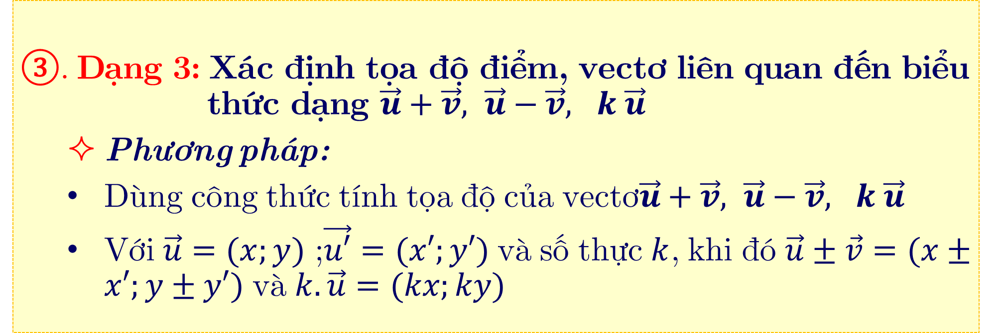 ③. Dạng 3: Xác định tọa độ điểm, vectơ liên quan đến biểu
thức dạng $\vec{u} + \vec{v}$, $\vec{u} - \vec{v}$, $k\,\vec{u}$
✧ Phương pháp:
• Dùng công thức tính tọa độ của vectơ$\vec{u} + \vec{v}$, $\vec{u} - \vec{v}$, $k\,\vec{u}$
• Với $\vec{u} = (x; y)$ ;$\overrightarrow{u'} = (x'; y')$ và số thực $k$, khi đó $\vec{u} \pm \vec{v} = (x \pm$
$x'; y \pm y')$ và $k.\vec{u} = (kx; ky)$